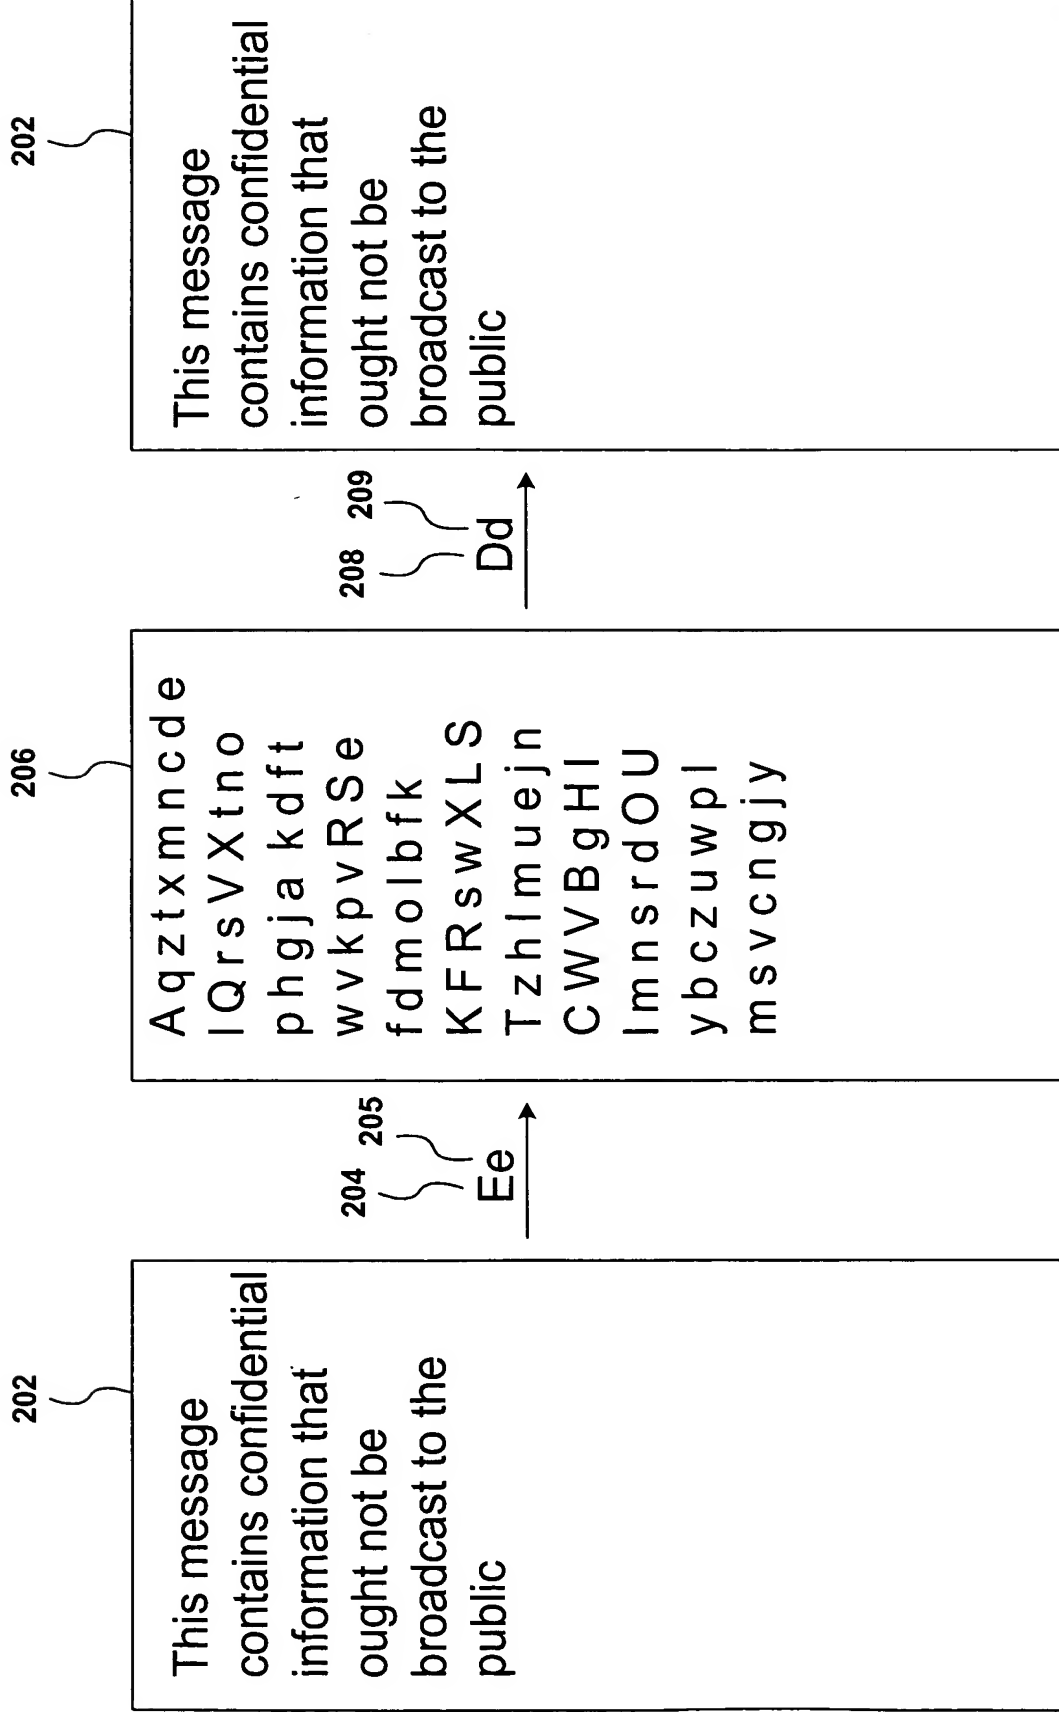 202
This message
contains confidential
information that
ought not be
broadcast to the
public
204
205
Ee
206
A q z t x m n c d e
l Q r s V X t n o
p h g j a k d f t
w v k p v R S e
f d m o l b f k
K F R s w X L S
T z h l m u e j n
C W V B g H l
l m n s r d O U
y b c z u w p l
m s v c n g j y
208
209
Dd
202
This message
contains confidential
information that
ought not be
broadcast to the
public